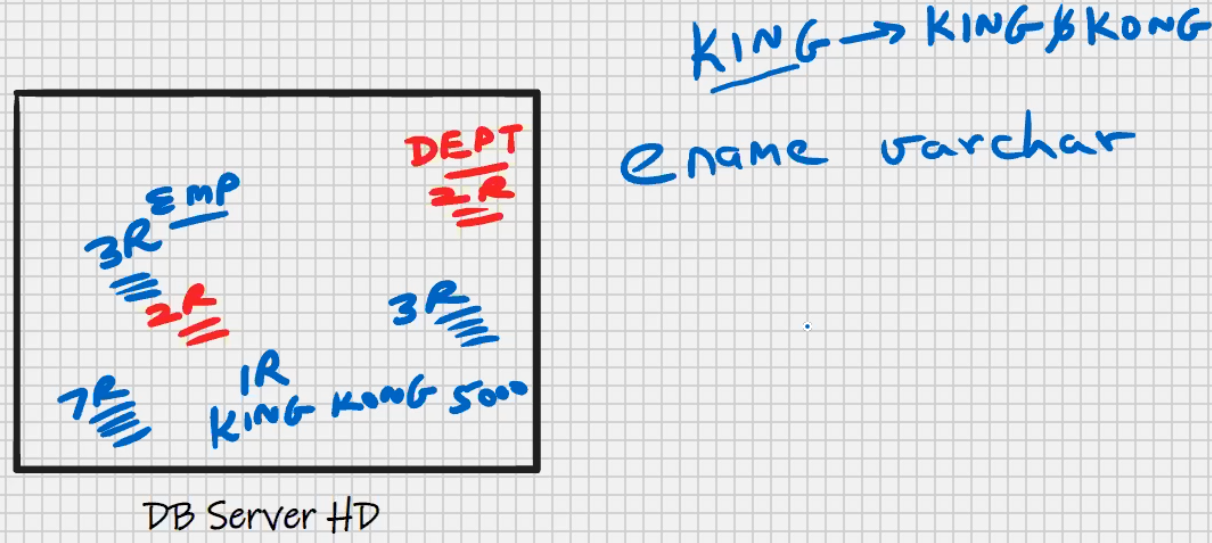 KING → KING␢KONG
ename varchar
DEPT
2R
EMP
3R
2R
3R
1R
7R
KING KONG 5000
DB Server HD